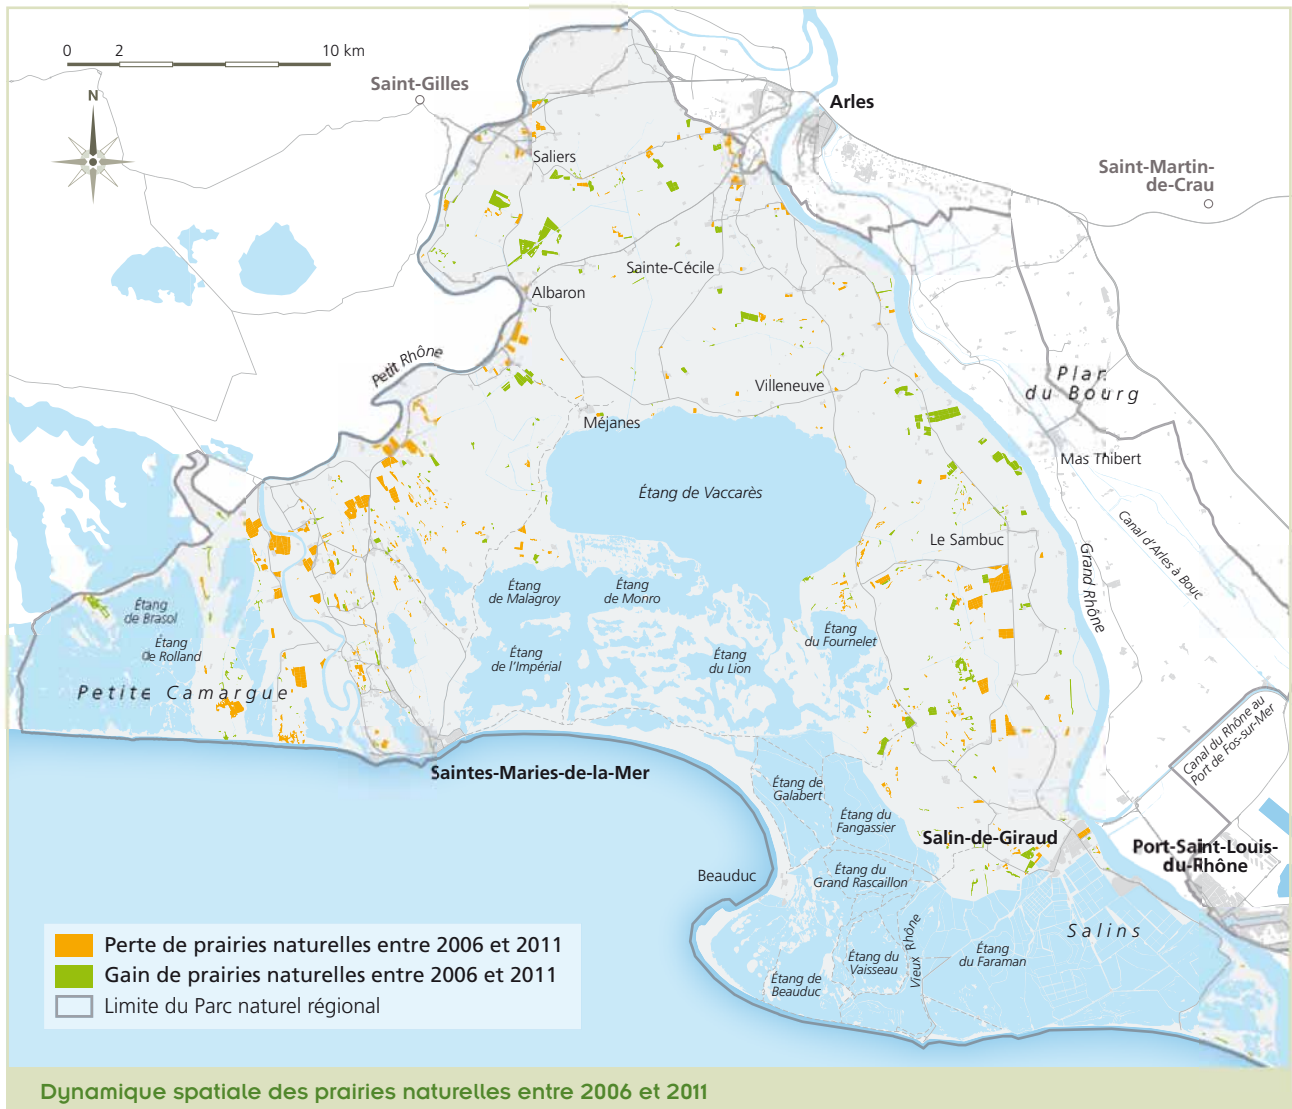 0 2 10 km
N
Saint-Gilles
Arles
Saint-Martin-
de-Crau
Saliers
Sainte-Cécile
Albaron
Petit Rhône
Villeneuve
Plan
du Bourg
Méjanes
Mas Thibert
Étang de Vaccarès
Canal d'Arles à Bouc
Le Sambuc
Grand Rhône
Étang
de Malagroy
Étang
de Monro
Étang
de Brasol
Étang
de Rolland
Étang
du Fournelet
Étang
de l'Impérial
Étang
du Lion
Petite Camargue
Canal du Rhône au
Port de Fos-sur-Mer
Saintes-Maries-de-la-Mer
Étang de
Galabert
Étang du
Fangassier
Salin-de-Giraud
Port-Saint-Louis-
du-Rhône
Beauduc
Étang du
Grand Rascaillon
Vieux Rhône
Salins
Étang du
Vaisseau
Étang
du Faraman
Étang de
Beauduc
Perte de prairies naturelles entre 2006 et 2011
Gain de prairies naturelles entre 2006 et 2011
Limite du Parc naturel régional
Dynamique spatiale des prairies naturelles entre 2006 et 2011